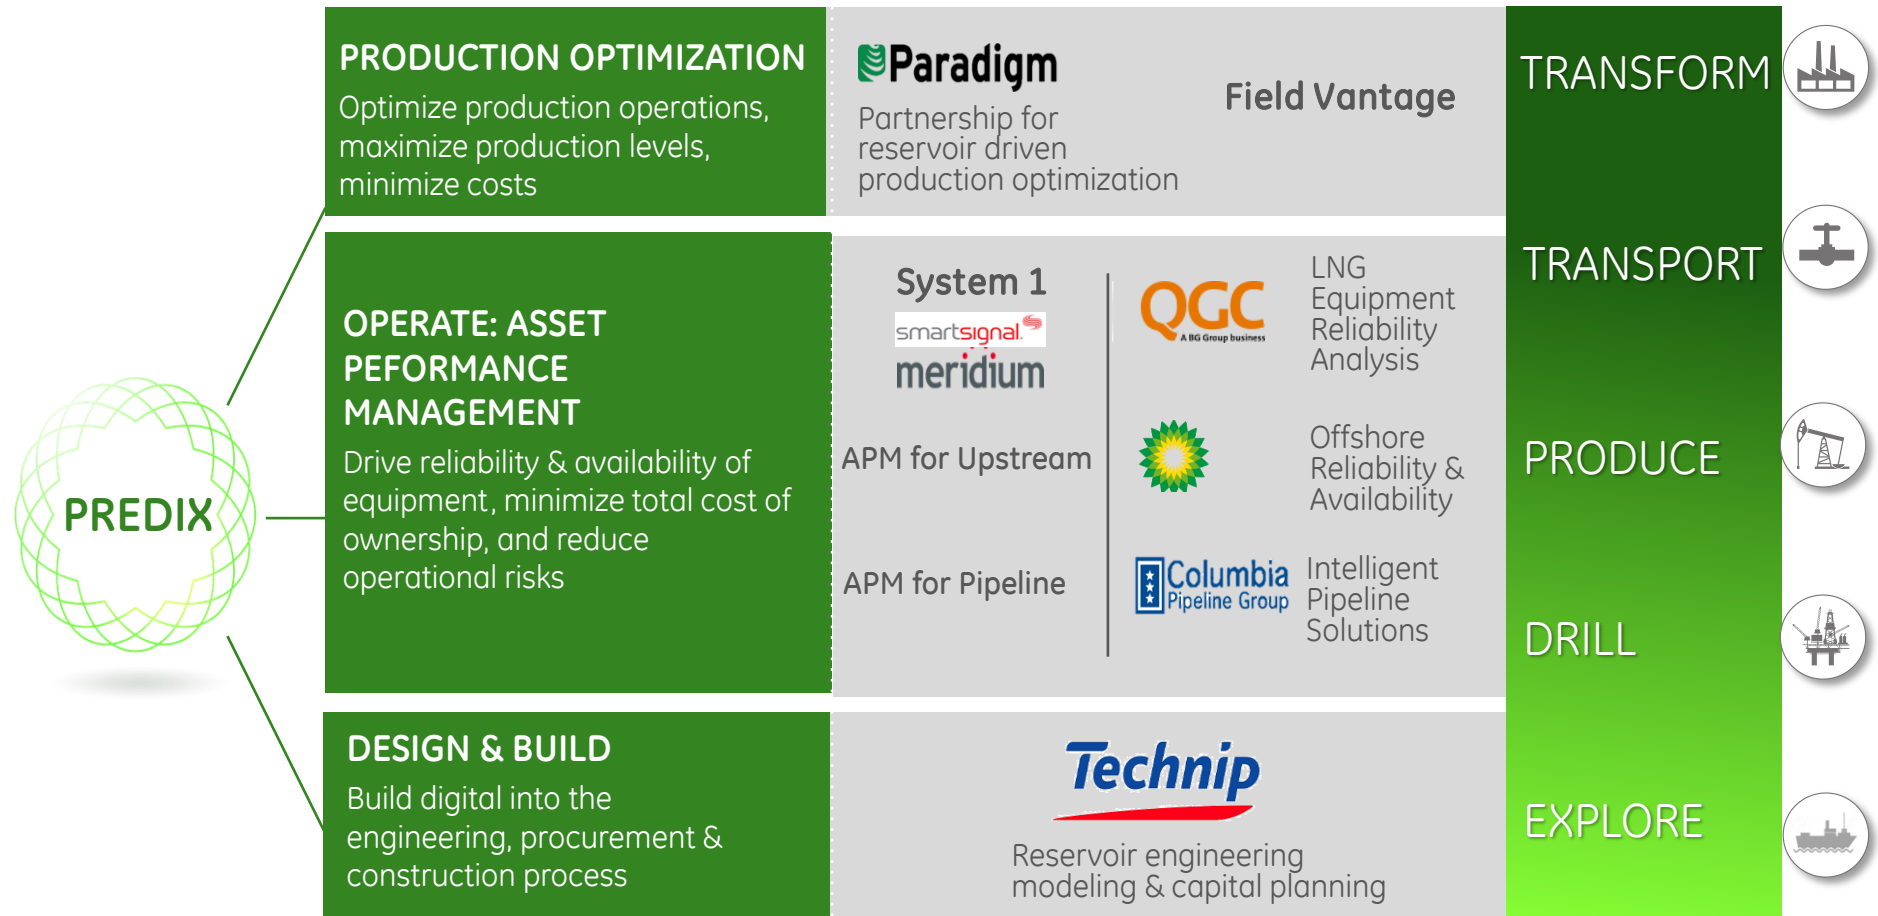 PREDIX
PRODUCTION OPTIMIZATION
Optimize production operations,
maximize production levels,
minimize costs
Paradigm
Partnership for
reservoir driven
production optimization
Field Vantage
OPERATE: ASSET
PEFORMANCE
MANAGEMENT
Drive reliability & availability of
equipment, minimize total cost of
ownership, and reduce
operational risks
System 1
smartsignal
meridium
APM for Upstream
APM for Pipeline
QGC
A BG Group business
LNG
Equipment
Reliability
Analysis
Offshore
Reliability &
Availability
Columbia
Pipeline Group
Intelligent
Pipeline
Solutions
DESIGN & BUILD
Build digital into the
engineering, procurement &
construction process
Technip
Reservoir engineering
modeling & capital planning
TRANSFORM
TRANSPORT
PRODUCE
DRILL
EXPLORE